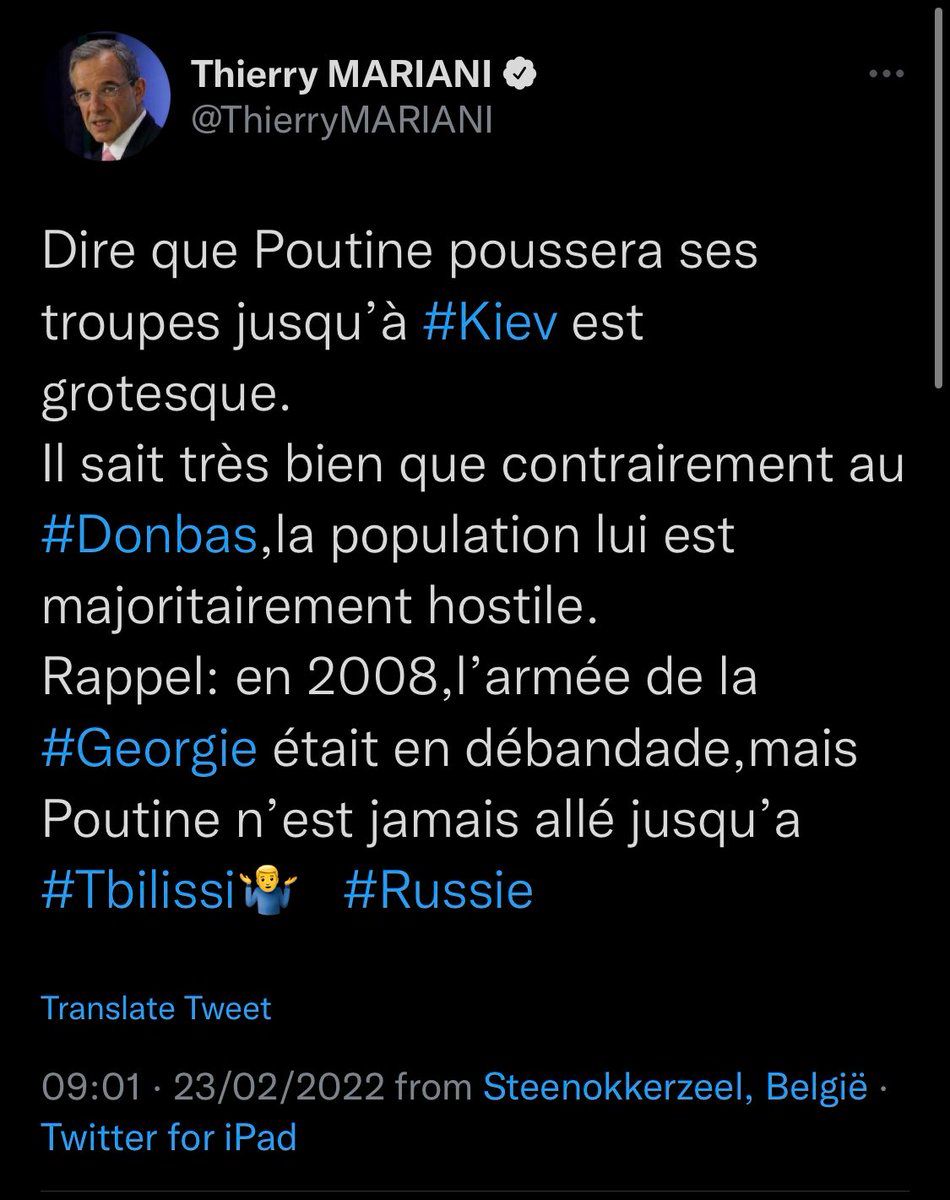 Thierry MARIANI
@ThierryMARIANI
Dire que Poutine poussera ses
troupes jusqu’à #Kiev est
grotesque.
Il sait très bien que contrairement au
#Donbas,la population lui est
majoritairement hostile.
Rappel: en 2008,l’armée de la
#Georgie était en débandade,mais
Poutine n’est jamais allé jusqu’a
#Tbilissi🤷‍♂️ #Russie
Translate Tweet
09:01 · 23/02/2022 from Steenokkerzeel, België ·
Twitter for iPad